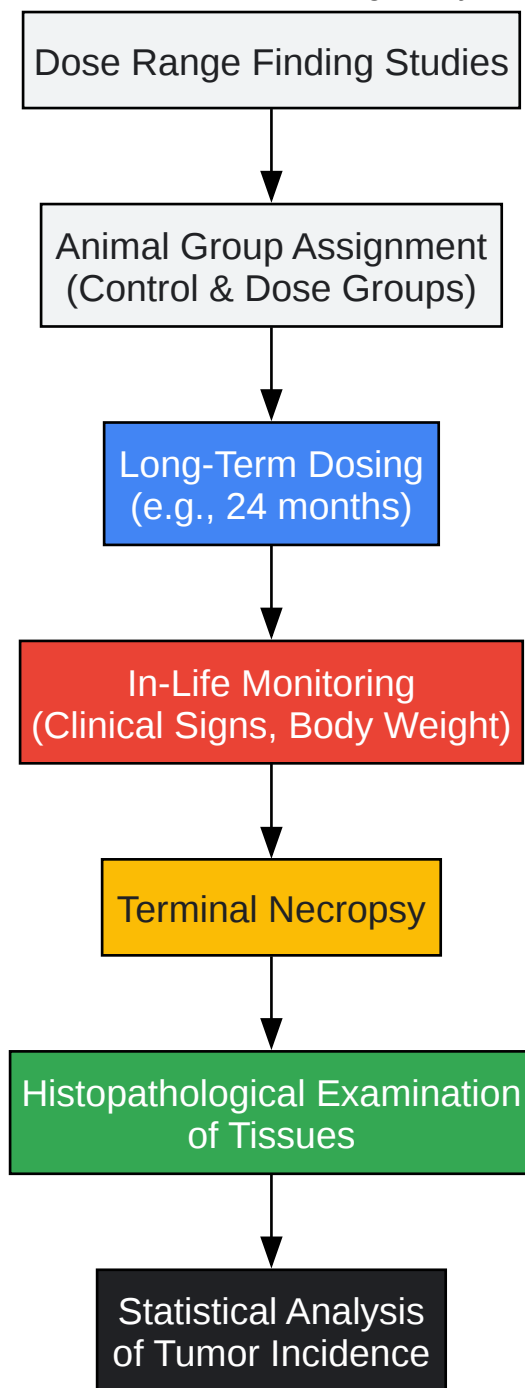 Dose Range Finding Studies
Animal Group Assignment
(Control & Dose Groups)
Long-Term Dosing
(e.g., 24 months)
In-Life Monitoring
(Clinical Signs, Body Weight)
Terminal Necropsy
Histopathological Examination
of Tissues
Statistical Analysis
of Tumor Incidence